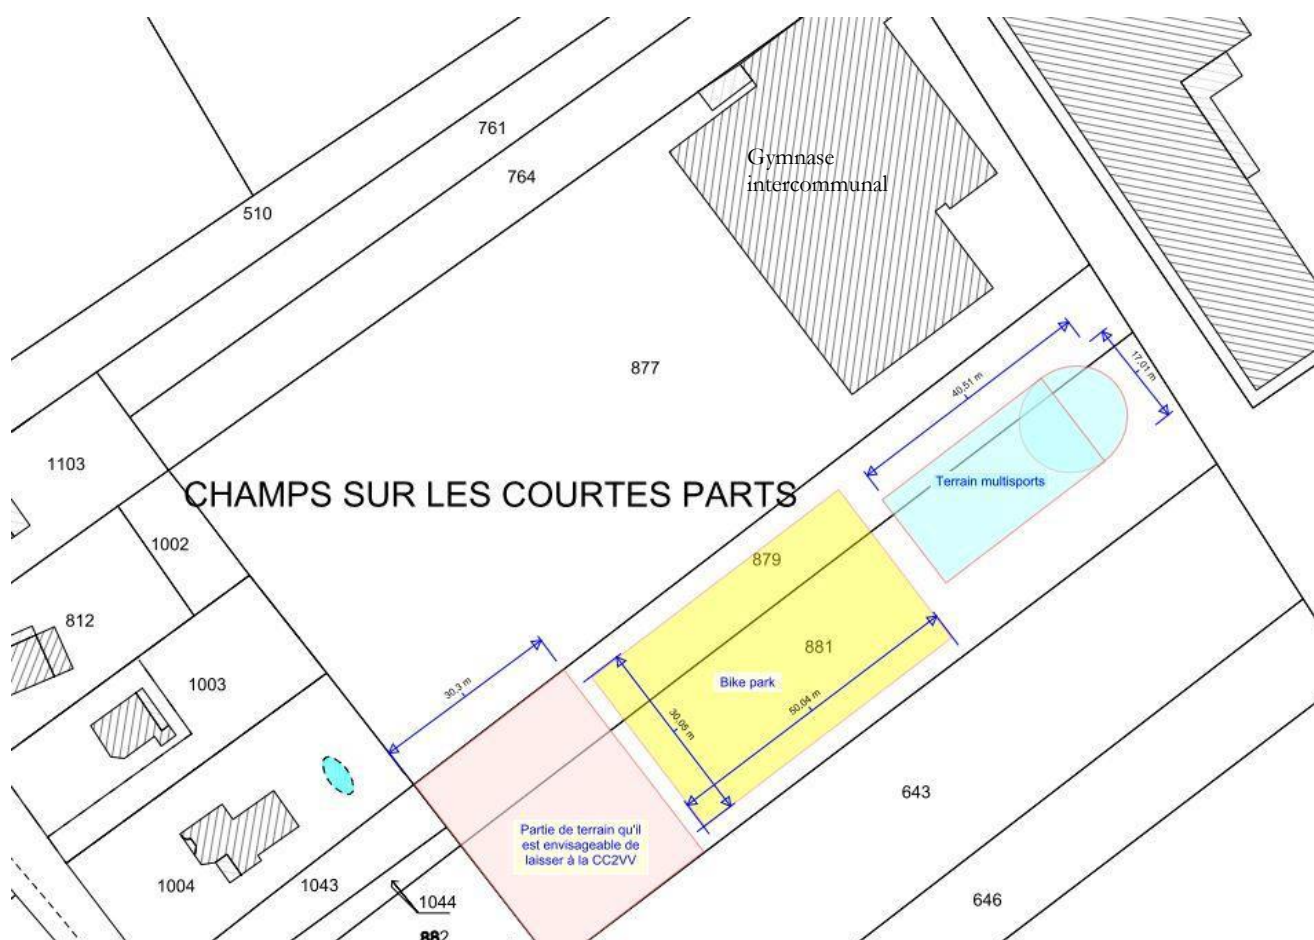 761
764
510
Gymnase
intercommunal
877
40,51 m
17,01 m
1103
CHAMPS SUR LES COURTES PARTS
Terrain multisports
1002
879
812
881
1003
Bike park
30,3 m
50,04 m
30,05 m
643
Partie de terrain qu'il
est envisageable de
laisser à la CC2VV
1004
1043
1044
882
646